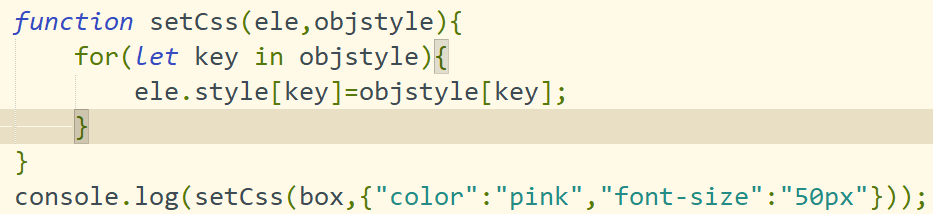 function setCss(ele,objstyle){
    for(let key in objstyle){
        ele.style[key]=objstyle[key];
    }
}
console.log(setCss(box,{"color":"pink","font-size":"50px"}));